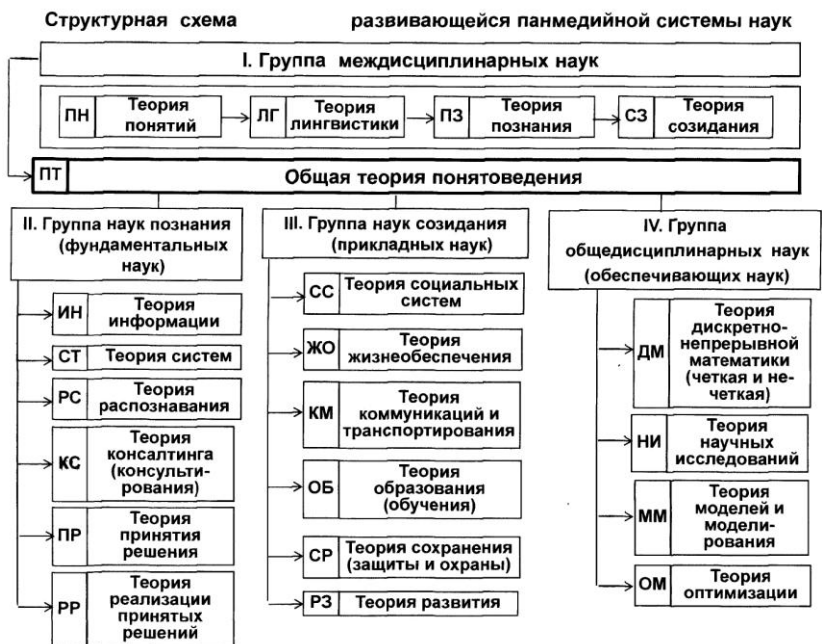 Структурная схема развивающейся панмедийной системы наук
I. Группа междисциплинарных наук
ПН
Теория
понятий
ЛГ
Теория
лингвистики
ПЗ
Теория
познания
СЗ
Теория
созидания
ПТ
Общая теория понятоведения
II. Группа наук познания
(фундаментальных
наук)
ИН
Теория
информации
СТ
Теория систем
РС
Теория
распознавания
КС
Теория
консалтинга
(консульти-
рования)
ПР
Теория
принятия
решения
РР
Теория
реализации
принятых
решений
III. Группа наук созидания
(прикладных наук)
СС
Теория социальных
систем
ЖО
Теория
жизнеобеспечения
КМ
Теория
коммуникаций и
транспортирования
ОБ
Теория
образования
(обучения)
СР
Теория сохранения
(защиты и охраны)
РЗ
Теория развития
IV. Группа
общедисциплинарных наук
(обеспечивающих наук)
ДМ
Теория
дискретно-
непрерывной
математики
(четкая и не-
четкая)
НИ
Теория
научных
исследований
ММ
Теория
моделей и
модели-
рования
ОМ
Теория
оптимизации